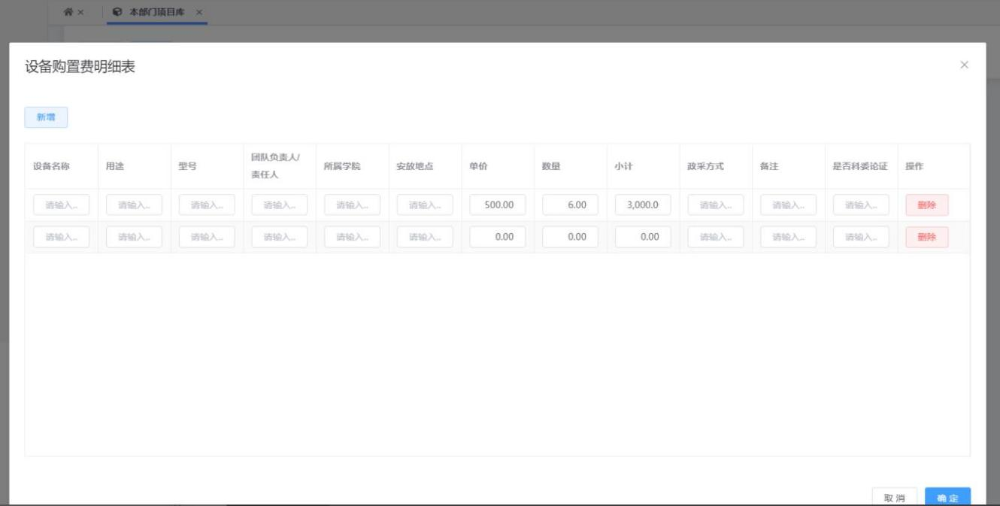 本部门项目库
设备购置费明细表
新增
设备名称 用途 型号 团队负责人/责任人 所属学院 安放地点 单价 数量 小计 政采方式 备注 是否科委论证 操作
请输入... 请输入... 请输入... 请输入... 请输入... 请输入... 500.00 6.00 3,000.0 请输入... 请输入... 请输入... 删除
请输入... 请输入... 请输入... 请输入... 请输入... 请输入... 0.00 0.00 0.00 请输入... 请输入... 请输入... 删除
取消 确定